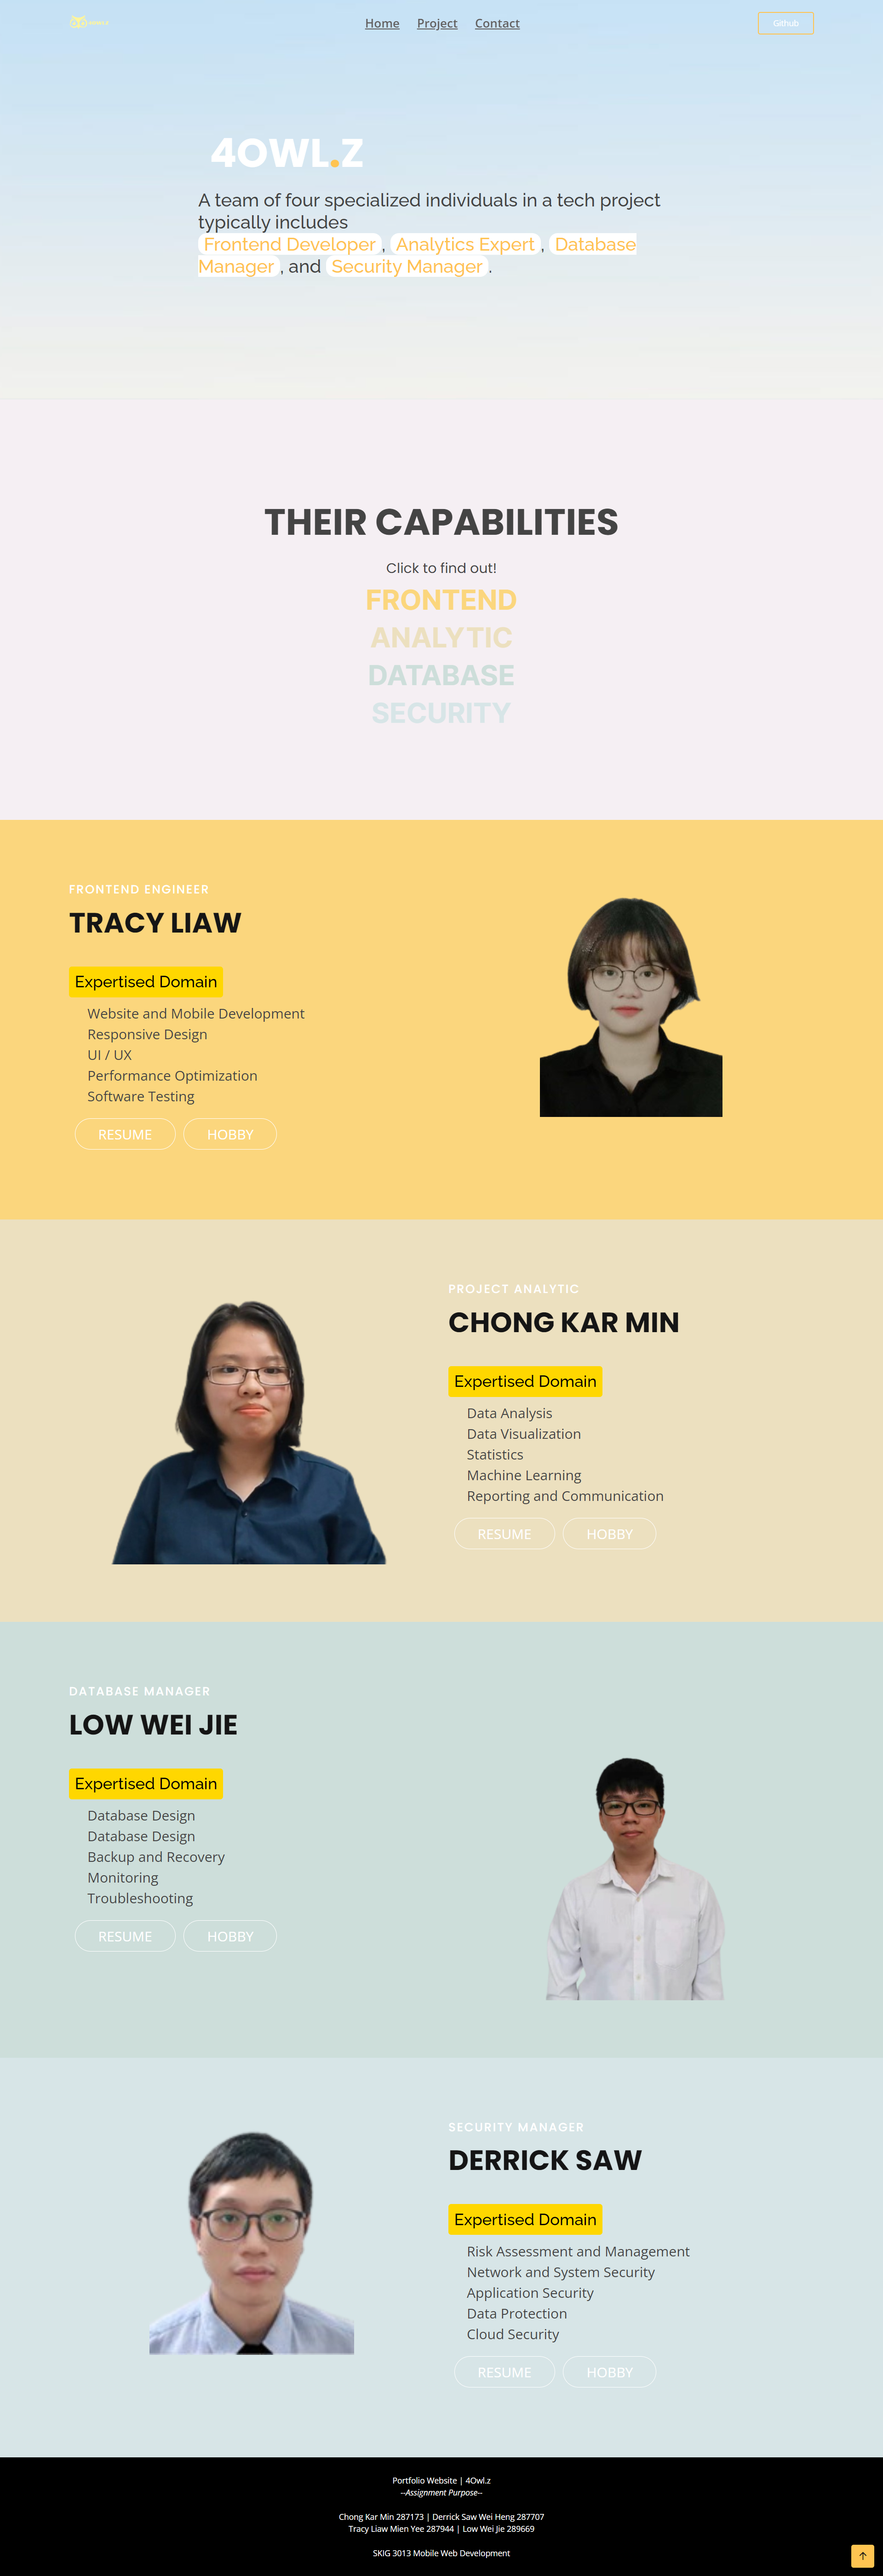 Home Project Contact
Github
4OWL.Z
A team of four specialized individuals in a tech project
typically includes
Frontend Developer , Analytics Expert , Database
Manager , and Security Manager .
THEIR CAPABILITIES
Click to find out!
FRONTEND
ANALYTIC
DATABASE
SECURITY
FRONTEND ENGINEER
TRACY LIAW
Expertised Domain
Website and Mobile Development
Responsive Design
UI / UX
Performance Optimization
Software Testing
RESUME HOBBY
PROJECT ANALYTIC
CHONG KAR MIN
Expertised Domain
Data Analysis
Data Visualization
Statistics
Machine Learning
Reporting and Communication
RESUME HOBBY
DATABASE MANAGER
LOW WEI JIE
Expertised Domain
Database Design
Database Design
Backup and Recovery
Monitoring
Troubleshooting
RESUME HOBBY
SECURITY MANAGER
DERRICK SAW
Expertised Domain
Risk Assessment and Management
Network and System Security
Application Security
Data Protection
Cloud Security
RESUME HOBBY
Portfolio Website | 4Owl.z
--Assignment Purpose--
Chong Kar Min 287173 | Derrick Saw Wei Heng 287707
Tracy Liaw Mien Yee 287944 | Low Wei Jie 289669
SKIG 3013 Mobile Web Development